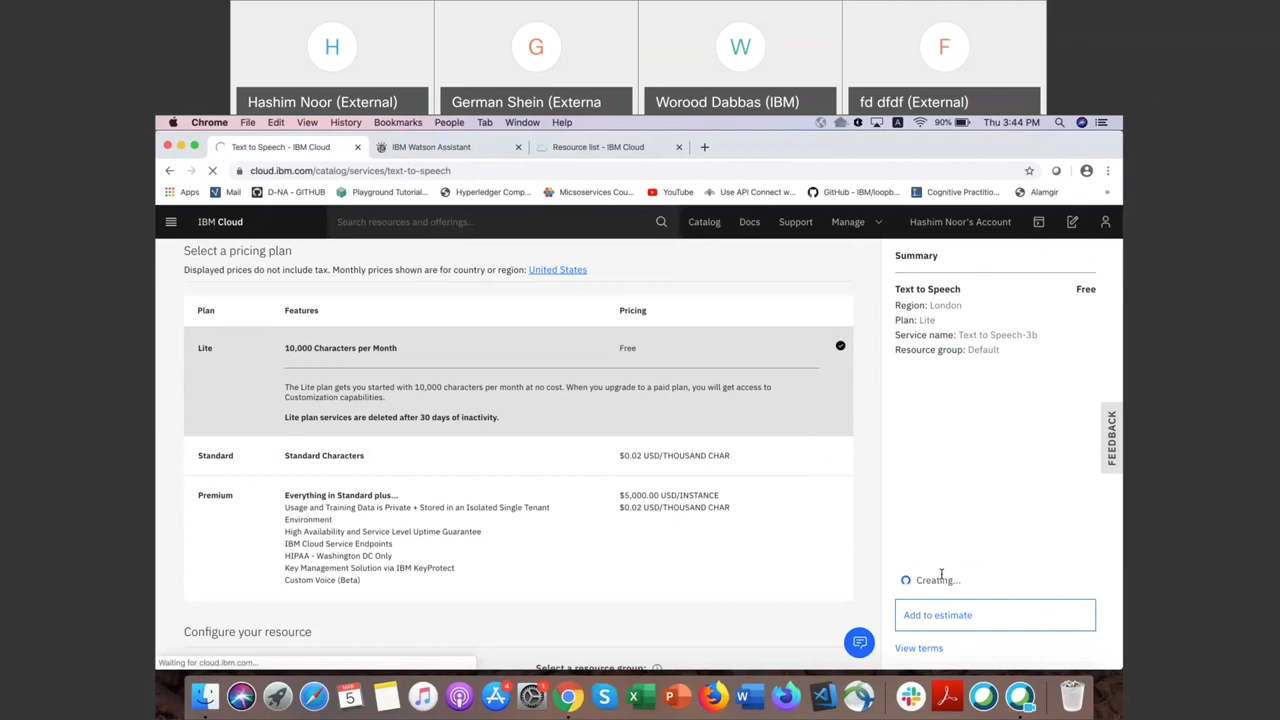 H
G
W
F
Hashim Noor (External)
German Shein (Externa
Worood Dabbas (IBM)
fd dfdf (External)
Chrome File Edit View History Bookmarks People Tab Window Help
A 90% Thu 3:44 PM
Text to Speech - IBM Cloud
IBM Watson Assistant
Resource list - IBM Cloud
cloud.ibm.com/catalog/services/text-to-speech
Apps Mail D-NA - GITHUB Playground Tutorial... Hyperledger Comp... Micsoservices Cou... YouTube Use API Connect w... GitHub - IBM/loopb... Cognitive Practitio... Alamgir »
IBM Cloud Search resources and offerings... Catalog Docs Support Manage Hashim Noor's Account
Select a pricing plan
Displayed prices do not include tax. Monthly prices shown are for country or region: United States
Plan Features Pricing
Lite 10,000 Characters per Month Free
The Lite plan gets you started with 10,000 characters per month at no cost. When you upgrade to a paid plan, you will get access to
Customization capabilities.
Lite plan services are deleted after 30 days of inactivity.
Standard Standard Characters $0.02 USD/THOUSAND CHAR
Premium Everything in Standard plus... $5,000.00 USD/INSTANCE
Usage and Training Data is Private + Stored in an Isolated Single Tenant $0.02 USD/THOUSAND CHAR
Environment
High Availability and Service Level Uptime Guarantee
IBM Cloud Service Endpoints
HIPAA - Washington DC Only
Key Management Solution via IBM KeyProtect
Custom Voice (Beta)
Configure your resource
Select a resource group:
Summary
Text to Speech Free
Region: London
Plan: Lite
Service name: Text to Speech-3b
Resource group: Default
FEEDBACK
Creating...
Add to estimate
View terms
Waiting for cloud.ibm.com...
4
1
MAR
5